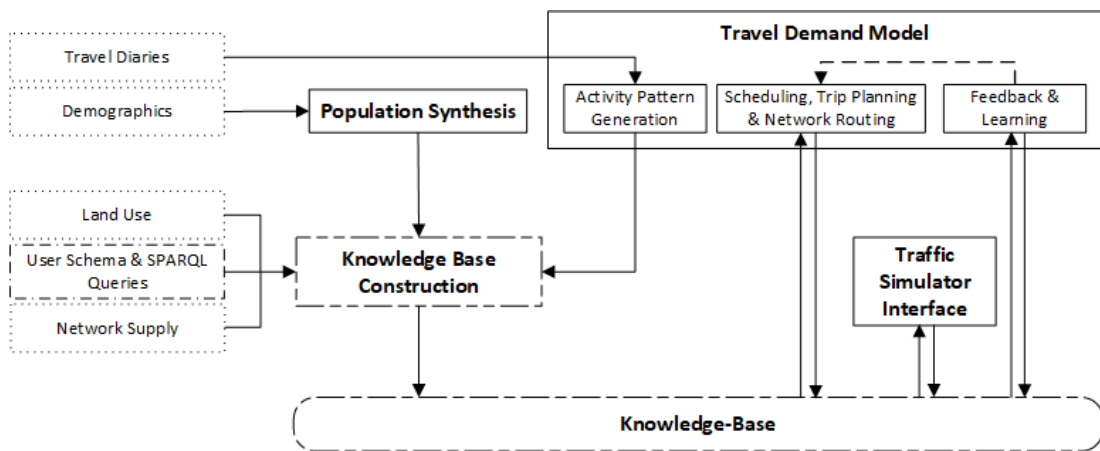 Travel Demand Model
Travel Diaries
Demographics
Population Synthesis
Activity Pattern
Generation
Scheduling, Trip Planning
& Network Routing
Feedback &
Learning
Land Use
User Schema & SPARQL
Queries
Network Supply
Knowledge Base
Construction
Traffic
Simulator
Interface
Knowledge-Base